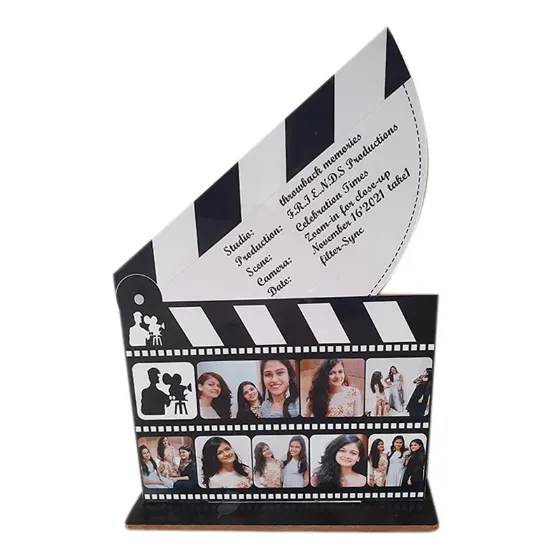 Studio: throwback memories
Production: F.R.I.E.N.D.S Productions
Scene: Celebration Times
Camera: Zoom-in for close-up
Date: November 16'2021 take1
filter-Sync